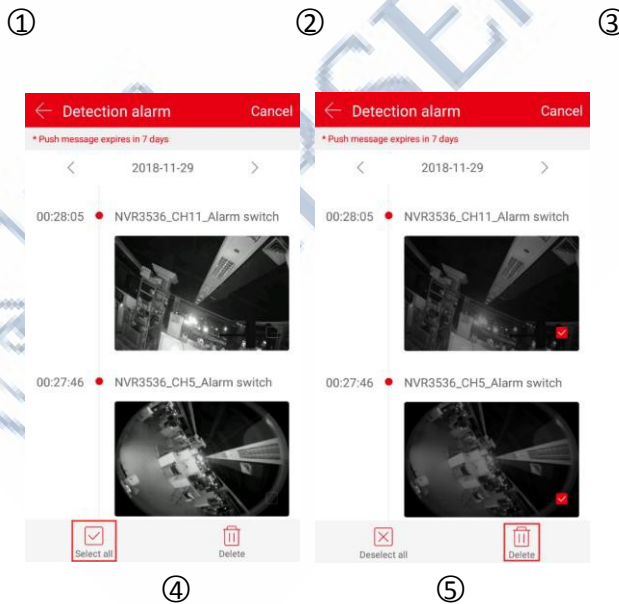 ① ② ③
Detection alarm Cancel
* Push message expires in 7 days
2018-11-29
00:28:05 NVR3536_CH11_Alarm switch
00:27:46 NVR3536_CH5_Alarm switch
Select all Delete
④
Detection alarm Cancel
* Push message expires in 7 days
2018-11-29
00:28:05 NVR3536_CH11_Alarm switch
00:27:46 NVR3536_CH5_Alarm switch
Deselect all Delete
⑤